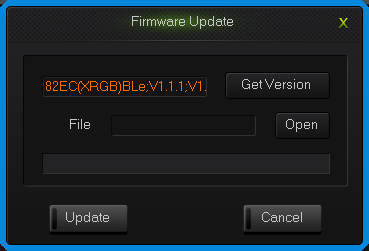 Firmware Update X
82EC(XRGB)BLe;V1.1.1;V1. Get Version
File Open
Update Cancel